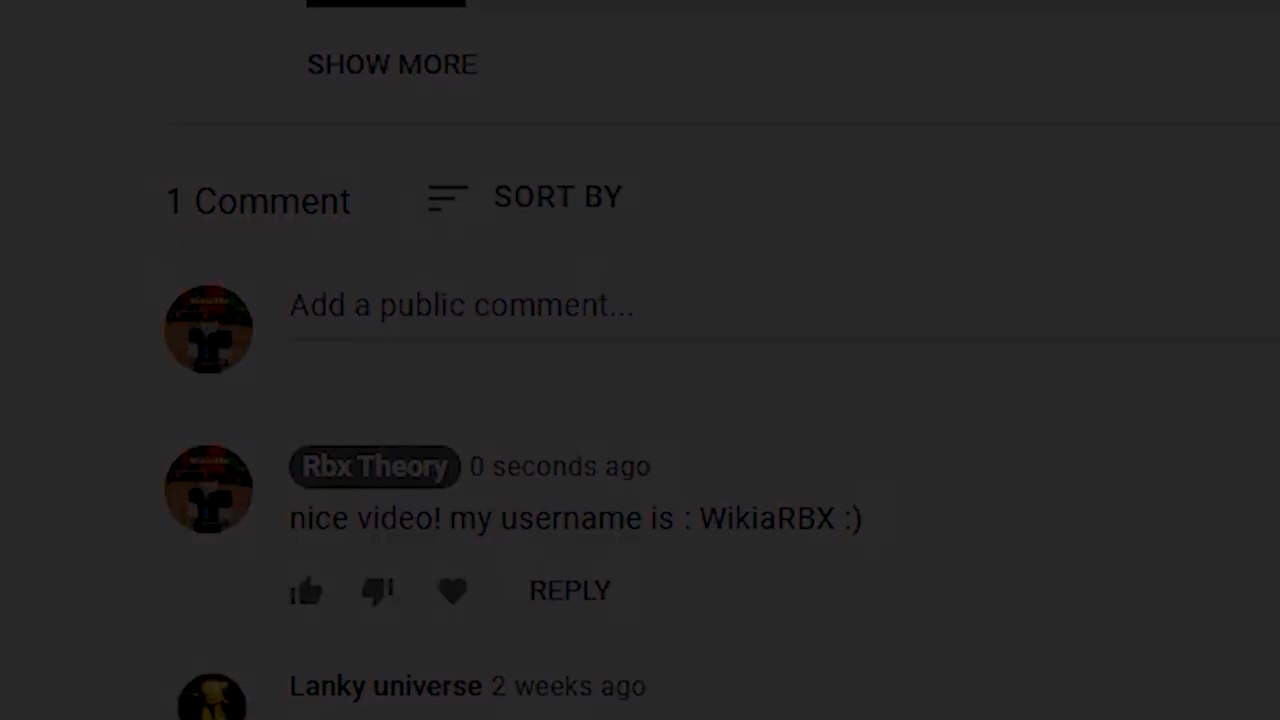 SHOW MORE
1 Comment
SORT BY
Add a public comment...
Rbx Theory 0 seconds ago
nice video! my username is : WikiaRBX :)
REPLY
Lanky universe 2 weeks ago